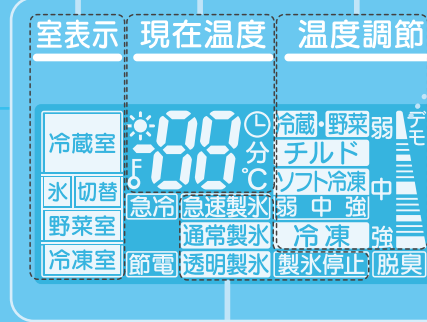 室表示 現在温度 温度調節
冷蔵室
氷 切替
野菜室
冷凍室
-88 分 ℃
急冷 急速製氷
通常製氷
節電 透明製氷 製氷停止 脱臭
冷蔵・野菜 弱 デモ
チルド
ソフト冷凍 中
弱 中 強
冷凍 強